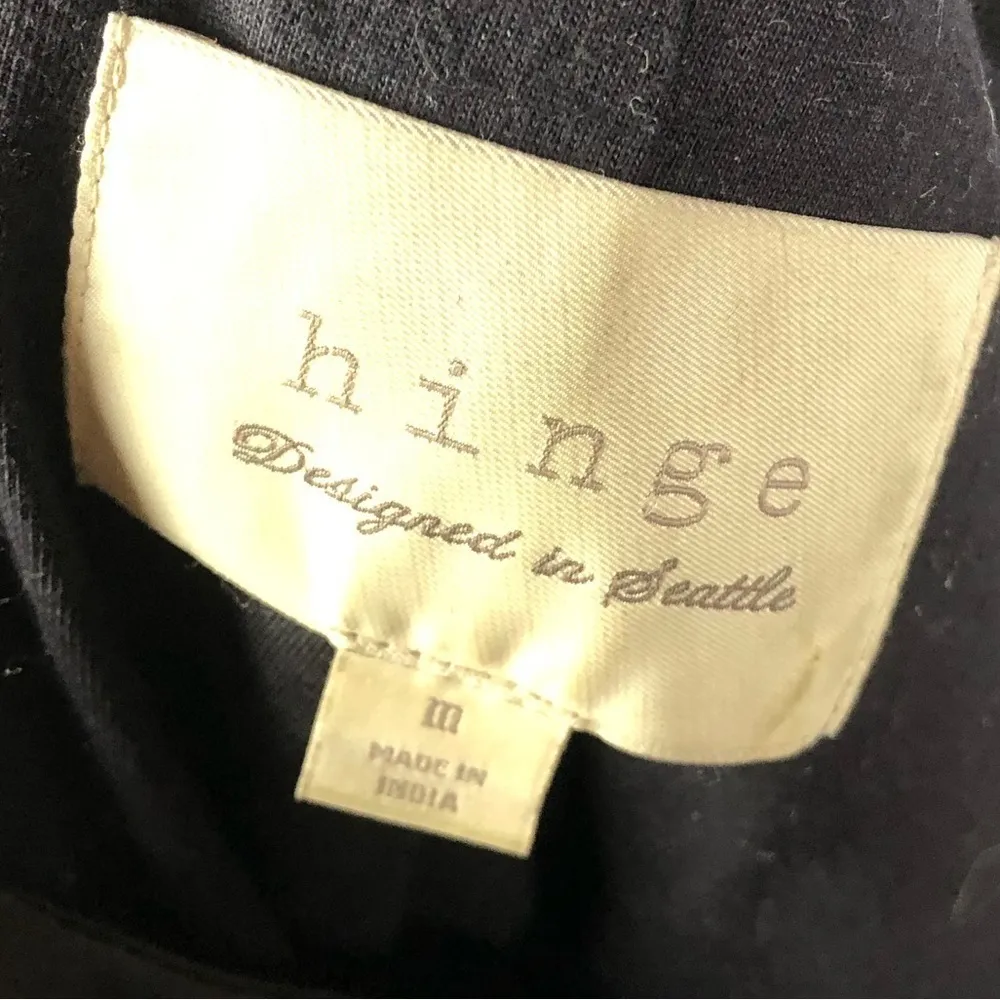 hinge
Designed in Seattle
m
MADE IN
INDIA